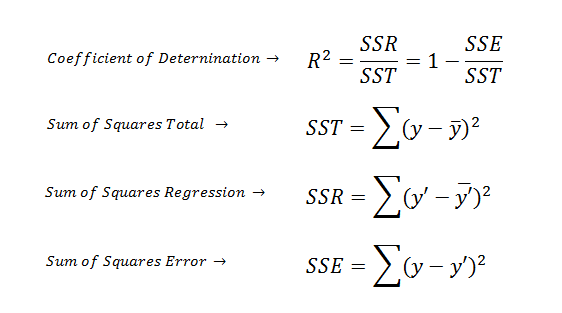 Coefficient of Deternination → R² = SSR/SST = 1 − SSE/SST
Sum of Squares Total → SST = ∑(y − ȳ)²
Sum of Squares Regression → SSR = ∑(y′ − y̅′̅)²
Sum of Squares Error → SSE = ∑(y − y′)²